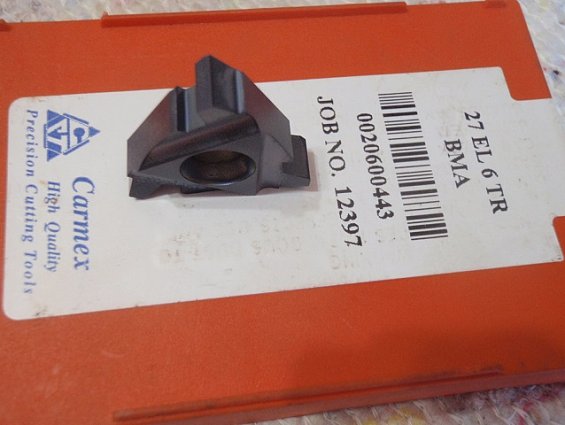 Carmex
High Quality
Precision Cutting Tools
27 EL 6 TR
BMA
0020600443
JOB NO. 12397